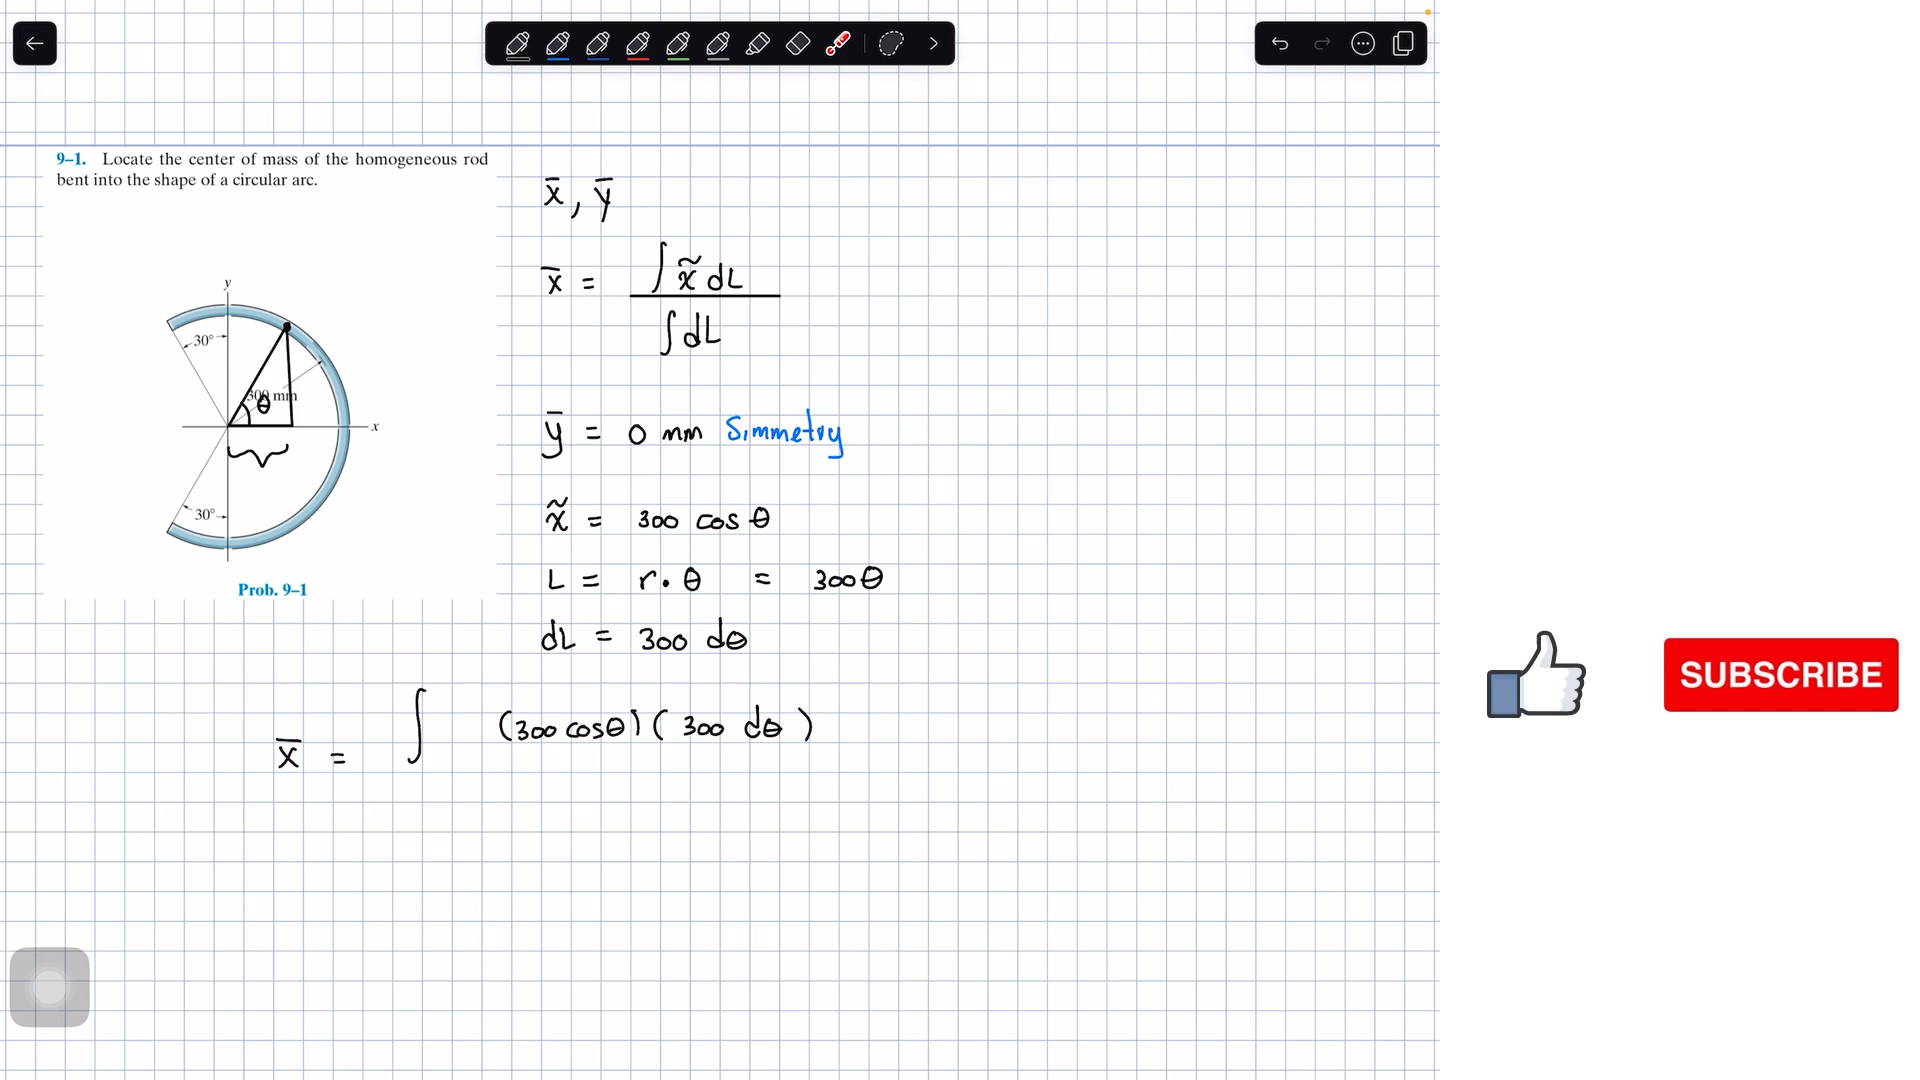 9–1. Locate the center of mass of the homogeneous rod
bent into the shape of a circular arc.
y
30°
300 mm
θ
x
30°
Prob. 9–1
x̄, ȳ
x̄ = ∫ x̃ dL
∫ dL
ȳ = 0 mm Simmetry
x̃ = 300 cos θ
L = r · θ = 300θ
dL = 300 dθ
x̄ = ∫ (300 cosθ) (300 dθ)
SUBSCRIBE